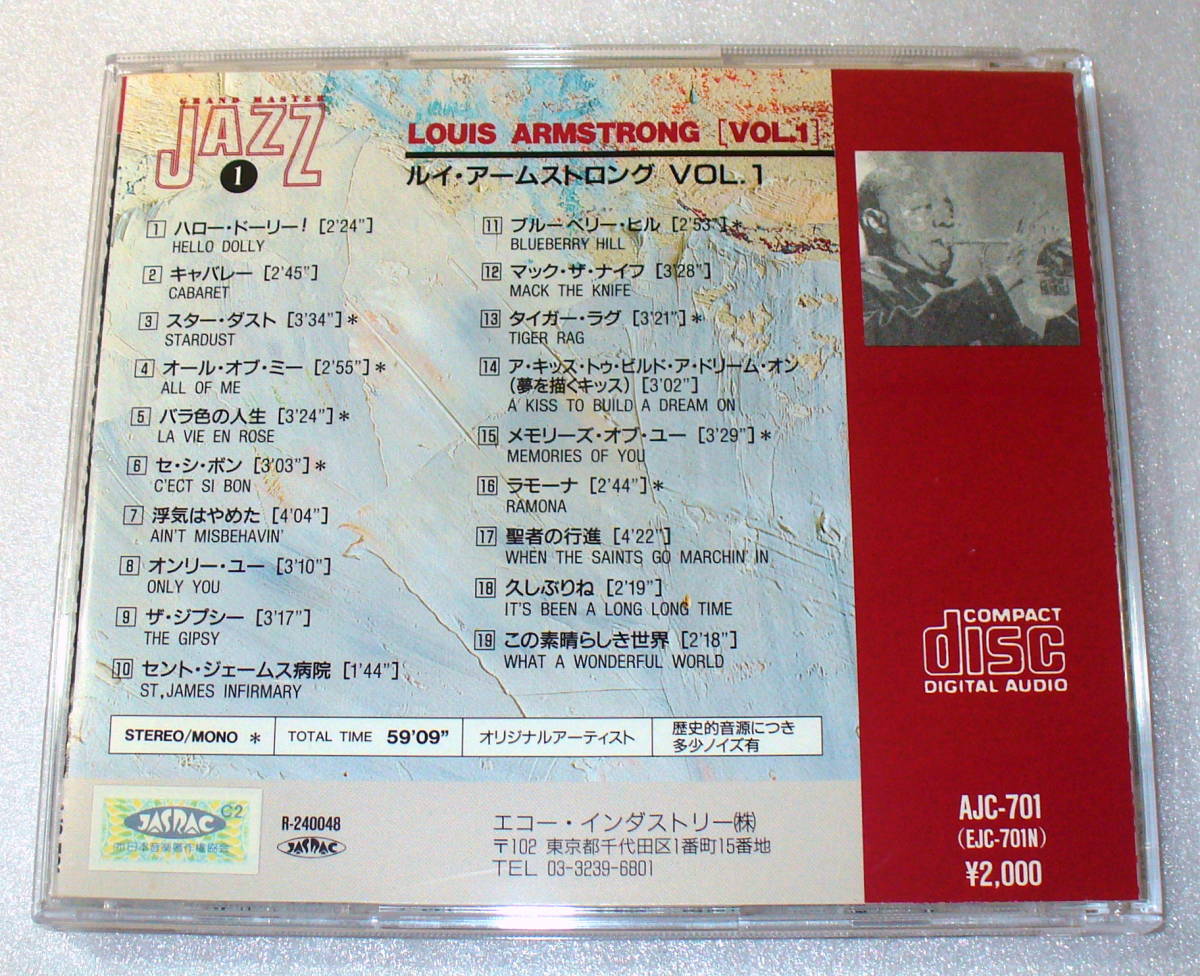 GRAND MASTER
JAZZ
1
LOUIS ARMSTRONG [VOL.1]
ルイ・アームストロング VOL.1
1 ハロー・ドーリー! [2'24"]
HELLO DOLLY
2 キャバレー [2'45"]
CABARET
3 スター・ダスト [3'34"]*
STARDUST
4 オール・オブ・ミー [2'55"]*
ALL OF ME
5 バラ色の人生 [3'24"]*
LA VIE EN ROSE
6 セ・シ・ボン [3'03"]*
C'ECT SI BON
7 浮気はやめた [4'04"]
AIN'T MISBEHAVIN'
8 オンリー・ユー [3'10"]
ONLY YOU
9 ザ・ジプシー [3'17"]
THE GIPSY
10 セント・ジェームス病院 [1'44"]
ST,JAMES INFIRMARY
11 ブルーベリー・ヒル [2'53"]*
BLUEBERRY HILL
12 マック・ザ・ナイフ [3'28"]
MACK THE KNIFE
13 タイガー・ラグ [3'21"]*
TIGER RAG
14 ア・キッス・トゥ・ビルド・ア・ドリーム・オン
(夢を描くキッス) [3'02"]
A KISS TO BUILD A DREAM ON
15 メモリーズ・オブ・ユー [3'29"]*
MEMORIES OF YOU
16 ラモーナ [2'44"]*
RAMONA
17 聖者の行進 [4'22"]
WHEN THE SAINTS GO MARCHIN' IN
18 久しぶりね [2'19"]
IT'S BEEN A LONG LONG TIME
19 この素晴らしき世界 [2'18"]
WHAT A WONDERFUL WORLD
STEREO/MONO *
TOTAL TIME 59'09"
オリジナルアーティスト
歴史的音源につき
多少ノイズ有
C2
JASRAC
日本音楽著作権協会
R-240048
JASRAC
エコー・インダストリー㈱
〒102 東京都千代田区1番町15番地
TEL 03-3239-6801
COMPACT
disc
DIGITAL AUDIO
AJC-701
(EJC-701N)
¥2,000